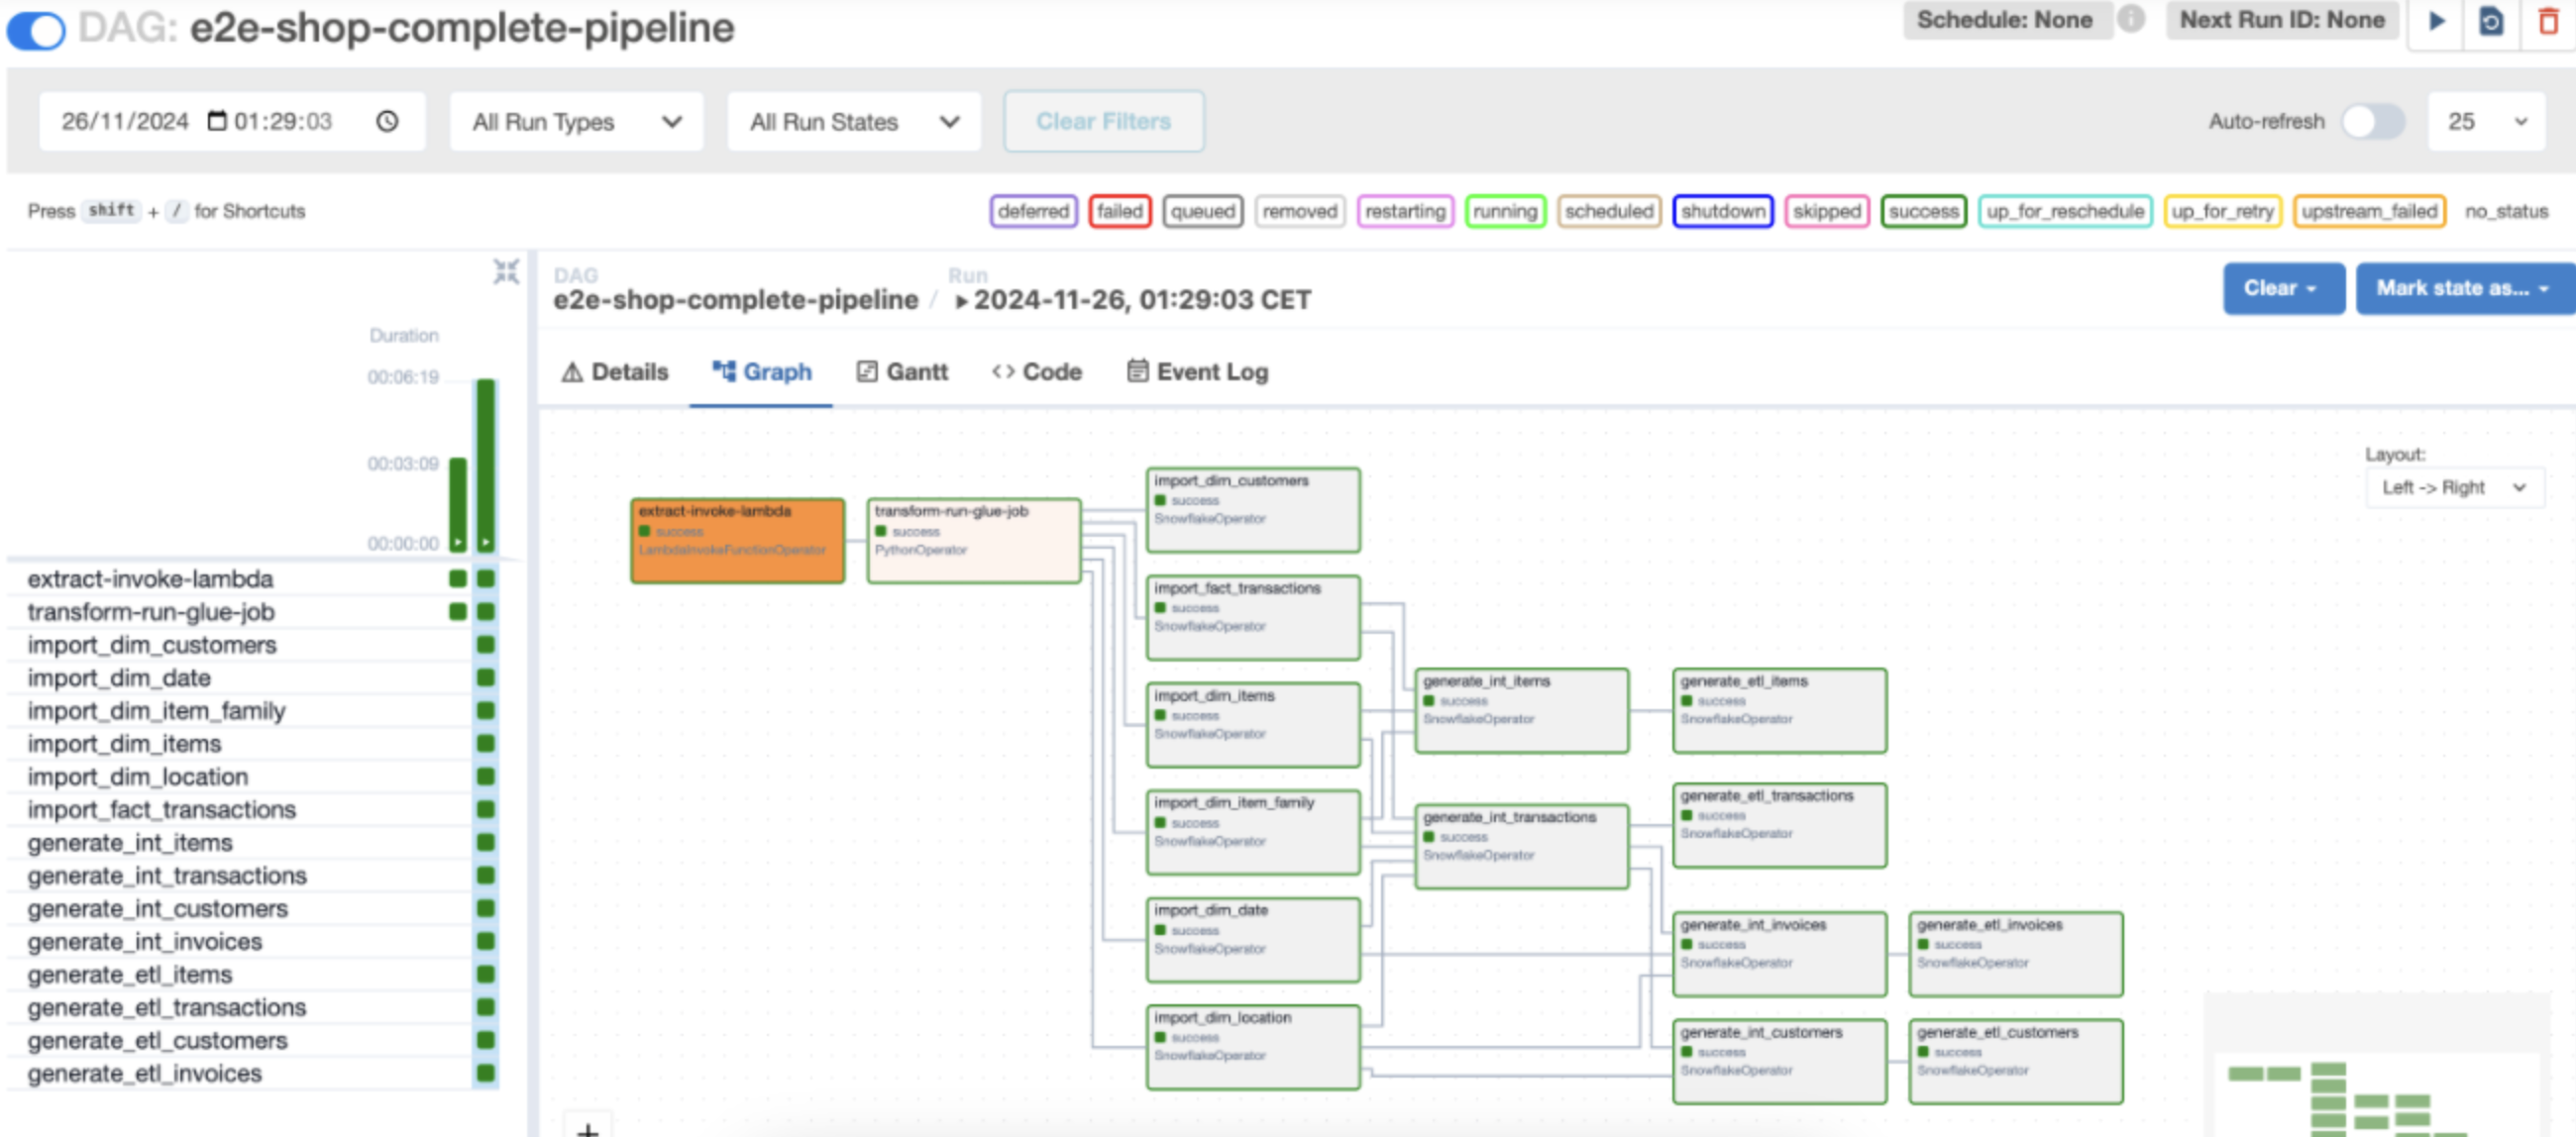 DAG: e2e-shop-complete-pipeline
Schedule: None
Next Run ID: None
26/11/2024 01:29:03
All Run Types
All Run States
Clear Filters
Auto-refresh
25
Press shift + / for Shortcuts
deferred
failed
queued
removed
restarting
running
scheduled
shutdown
skipped
success
up_for_reschedule
up_for_retry
upstream_failed
no_status
Duration
00:06:19
00:03:09
00:00:00
extract-invoke-lambda
transform-run-glue-job
import_dim_customers
import_dim_date
import_dim_item_family
import_dim_items
import_dim_location
import_fact_transactions
generate_int_items
generate_int_transactions
generate_int_customers
generate_int_invoices
generate_etl_items
generate_etl_transactions
generate_etl_customers
generate_etl_invoices
DAG
e2e-shop-complete-pipeline /
Run
2024-11-26, 01:29:03 CET
Clear
Mark state as...
Details
Graph
Gantt
Code
Event Log
Layout:
Left -> Right
extract-invoke-lambda
success
LambdaInvokeFunctionOperator
transform-run-glue-job
success
PythonOperator
import_dim_customers
success
SnowflakeOperator
import_fact_transactions
success
SnowflakeOperator
import_dim_items
success
SnowflakeOperator
import_dim_item_family
success
SnowflakeOperator
import_dim_date
success
SnowflakeOperator
import_dim_location
success
SnowflakeOperator
generate_int_items
success
SnowflakeOperator
generate_int_transactions
success
SnowflakeOperator
generate_etl_items
success
SnowflakeOperator
generate_etl_transactions
success
SnowflakeOperator
generate_int_invoices
success
SnowflakeOperator
generate_int_customers
success
SnowflakeOperator
generate_etl_invoices
success
SnowflakeOperator
generate_etl_customers
success
SnowflakeOperator
+